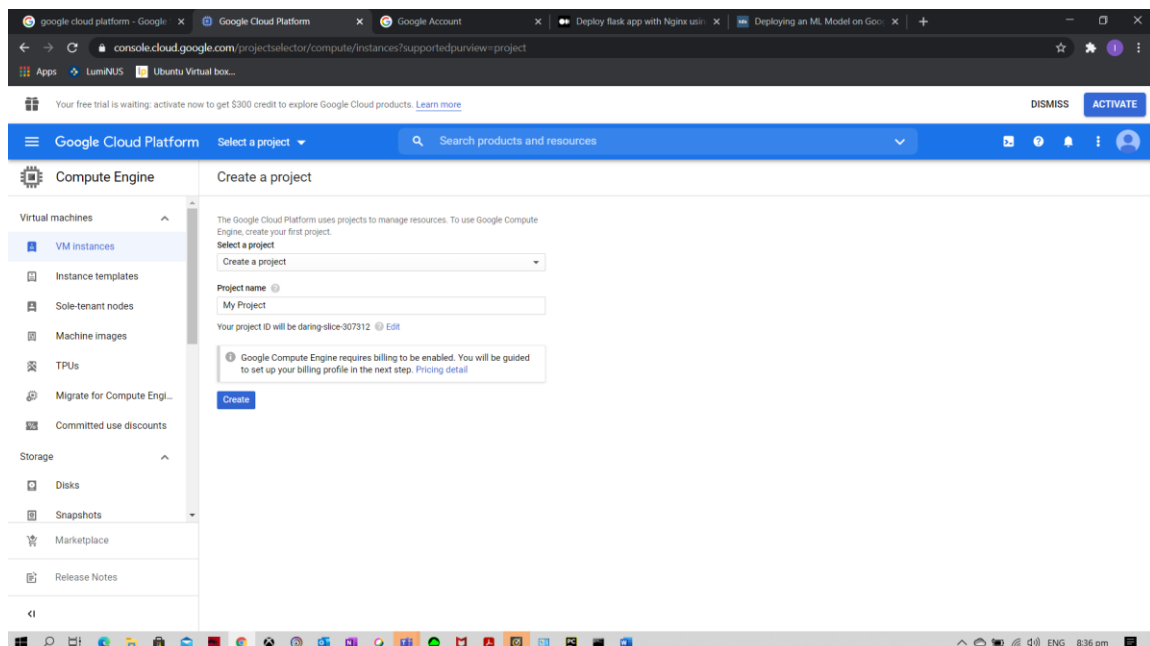 google cloud platform - Google
Google Cloud Platform
Google Account
Deploy flask app with Nginx usin
Deploying an ML Model on Goo
console.cloud.google.com/projectselector/compute/instances?supportedpurview=project
Apps
LumiNUS
Ubuntu Virtual box...
Your free trial is waiting: activate now to get $300 credit to explore Google Cloud products. Learn more
DISMISS
ACTIVATE
Google Cloud Platform
Select a project
Search products and resources
Compute Engine
Create a project
Virtual machines
VM instances
Instance templates
Sole-tenant nodes
Machine images
TPUs
Migrate for Compute Engi...
Committed use discounts
Storage
Disks
Snapshots
Marketplace
Release Notes
The Google Cloud Platform uses projects to manage resources. To use Google Compute
Engine, create your first project.
Select a project
Create a project
Project name
My Project
Your project ID will be daring-slice-307312 Edit
Google Compute Engine requires billing to be enabled. You will be guided
to set up your billing profile in the next step. Pricing detail
Create
ENG
8:36 pm